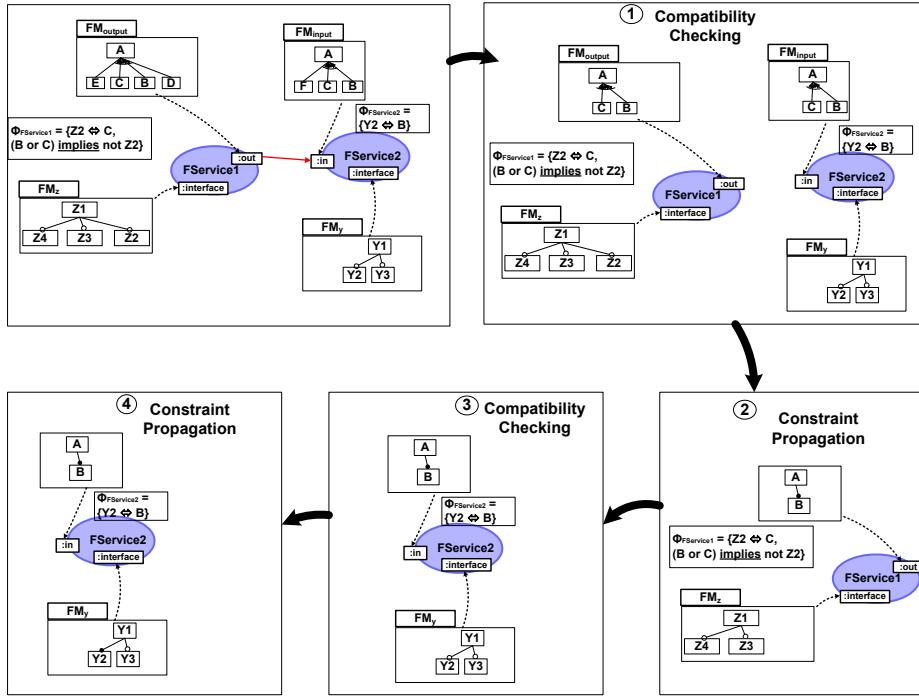 FMoutput
A
E C B D
FMinput
A
F C B
ΦFService1 = {Z2 ⇔ C,
(B or C) implies not Z2}
ΦFService2 =
{Y2 ⇔ B}
:out
:in
FService1
FService2
:interface
:interface
FMz
Z1
Z4 Z3 Z2
FMy
Y1
Y2 Y3
1
Compatibility
Checking
FMoutput
A
C B
FMinput
A
C B
ΦFService1 = {Z2 ⇔ C,
(B or C) implies not Z2}
ΦFService2 =
{Y2 ⇔ B}
:out
:in
FService1
FService2
:interface
:interface
FMz
Z1
Z4 Z3 Z2
FMy
Y1
Y2 Y3
4
Constraint
Propagation
A
B
ΦFService2 =
{Y2 ⇔ B}
:in
FService2
:interface
FMy
Y1
Y2 Y3
3
Compatibility
Checking
A
B
ΦFService2 =
{Y2 ⇔ B}
:in
FService2
:interface
FMy
Y1
Y2 Y3
2
Constraint
Propagation
A
B
ΦFService1 = {Z2 ⇔ C,
(B or C) implies not Z2}
:out
FService1
:interface
FMz
Z1
Z4 Z3